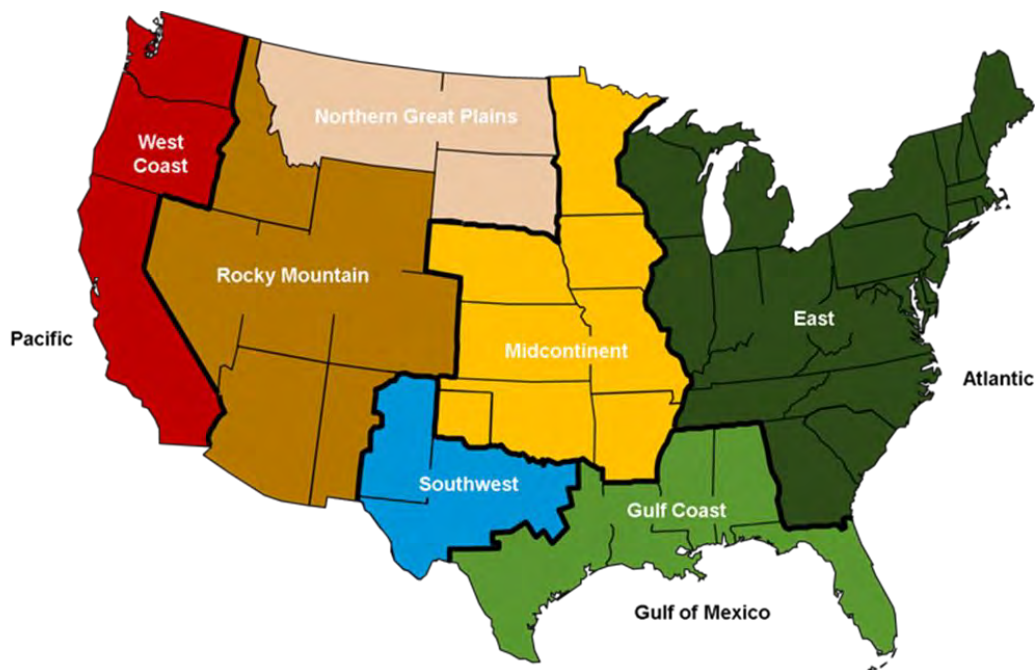 Northern Great Plains
West
Coast
Rocky Mountain
Pacific
East
Midcontinent
Atlantic
Southwest
Gulf Coast
Gulf of Mexico